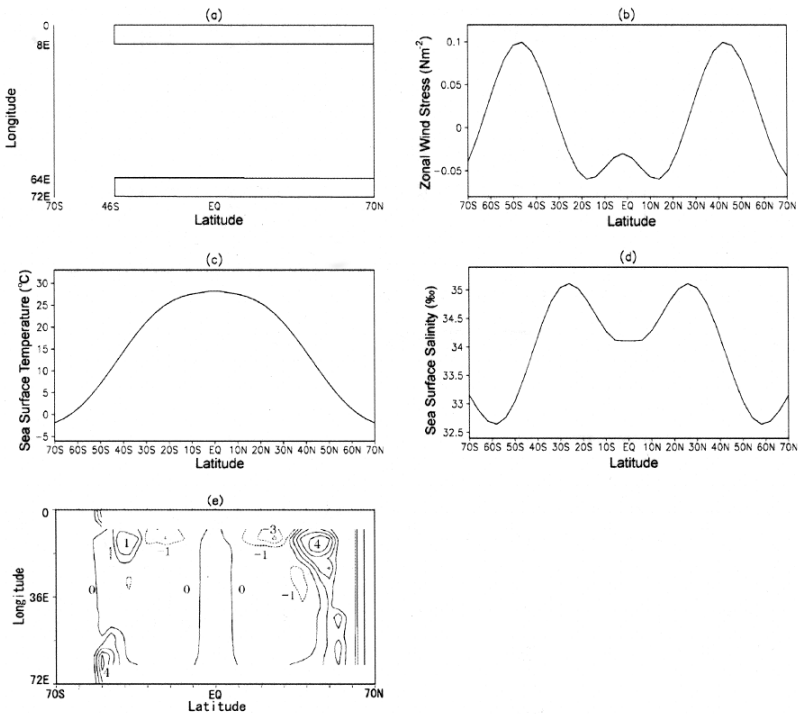 (a)
0
8E
64E
72E
70S 46S EQ 70N
Longitude
Latitude
(b)
0.1
0.05
0
-0.05
70S 60S 50S 40S 30S 20S 10S EQ 10N 20N 30N 40N 50N 60N 70N
Zonal Wind Stress (Nm⁻²)
Latitude
(c)
30
25
20
15
10
5
0
-5
70S 60S 50S 40S 30S 20S 10S EQ 10N 20N 30N 40N 50N 60N 70N
Sea Surface Temperature (℃)
Latitude
(d)
35
34.5
34
33.5
33
32.5
70S 60S 50S 40S 30S 20S 10S EQ 10N 20N 30N 40N 50N 60N 70N
Sea Surface Salinity (‰)
Latitude
(e)
0
36E
72E
1 1 -1 -3 -1 4
0 0 0 -1
4
70S EQ 70N
Longitude
Latitude